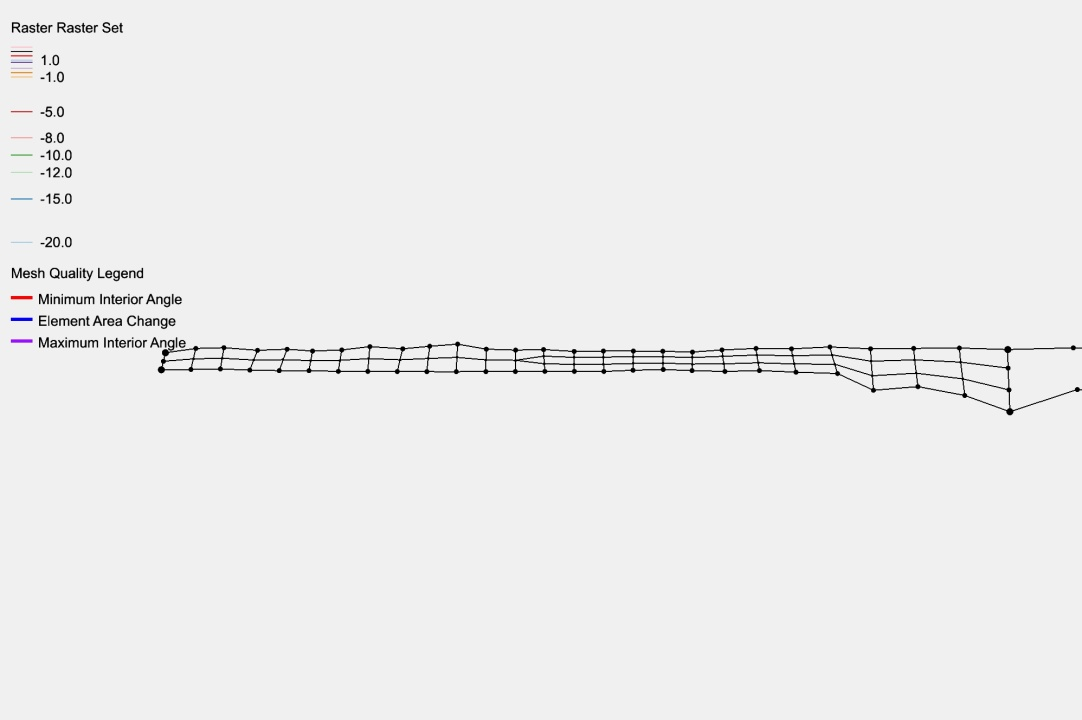 Raster Raster Set
1.0
-1.0
-5.0
-8.0
-10.0
-12.0
-15.0
-20.0
Mesh Quality Legend
Minimum Interior Angle
Element Area Change
Maximum Interior Angle